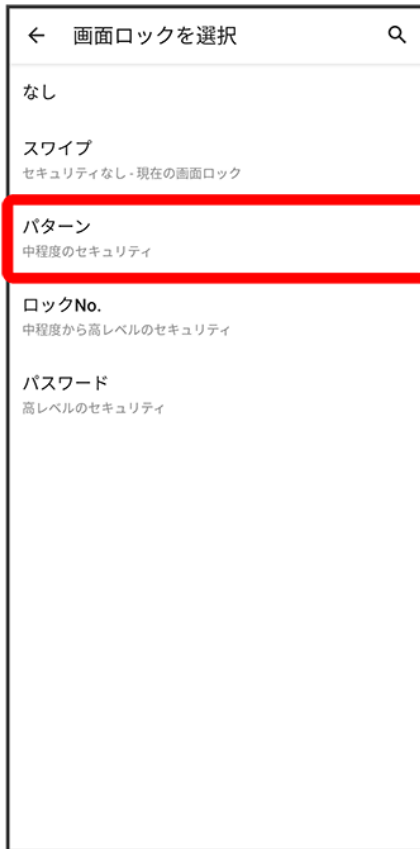 画面ロックを選択
なし
スワイプ
セキュリティなし - 現在の画面ロック
パターン
中程度のセキュリティ
ロックNo.
中程度から高レベルのセキュリティ
パスワード
高レベルのセキュリティ